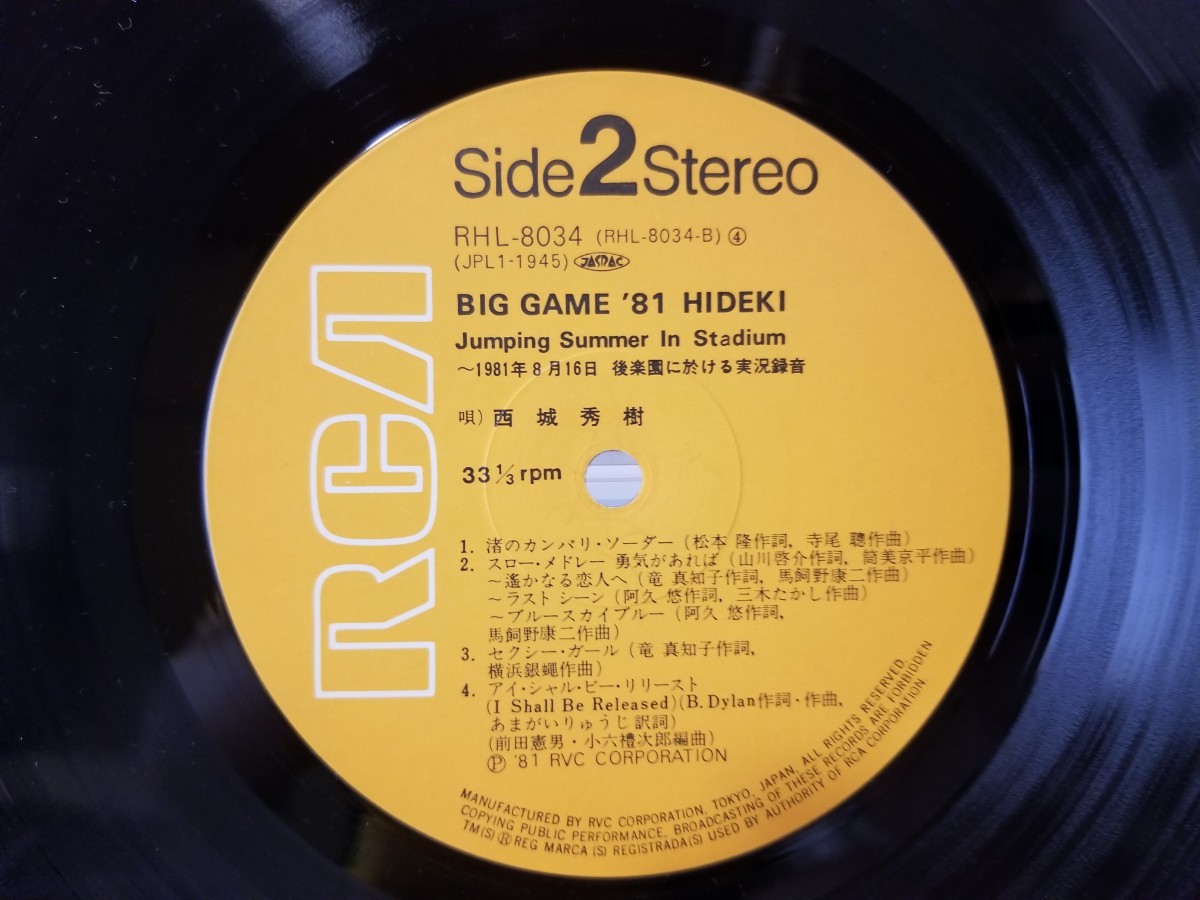 RCA
Side 2 Stereo
RHL-8034 (RHL-8034-B) ④
(JPL1-1945) JASRAC
BIG GAME '81 HIDEKI
Jumping Summer In Stadium
〜1981年8月16日 後楽園に於ける実況録音
唄) 西城秀樹
33 1/3 rpm
1. 渚のカンパリ・ソーダー (松本 隆作詞, 寺尾 聰作曲)
2. スロー・メドレー 勇気があれば (山川啓介作詞, 筒美京平作曲)
〜遙かなる恋人へ (竜 真知子作詞, 馬飼野康二作曲)
〜ラスト シーン (阿久 悠作詞, 三木たかし作曲)
〜ブルースカイブルー (阿久 悠作詞,
馬飼野康二作曲)
3. セクシー・ガール (竜 真知子作詞,
横浜銀蠅作曲)
4. アイ・シャル・ビー・リリースト
(I Shall Be Released) (B. Dylan作詞・作曲,
あまがいりゅうじ訳詞)
(前田憲男・小六禮次郎編曲)
Ⓟ '81 RVC CORPORATION
MANUFACTURED BY RVC CORPORATION, TOKYO, JAPAN. ALL RIGHTS RESERVED.
COPYING PUBLIC PERFORMANCE, BROADCASTING OF THESE RECORDS ARE FORBIDDEN
TM(S) ® REG MARCA (S) REGISTRADA(S) USED BY AUTHORITY OF RCA CORPORATION.